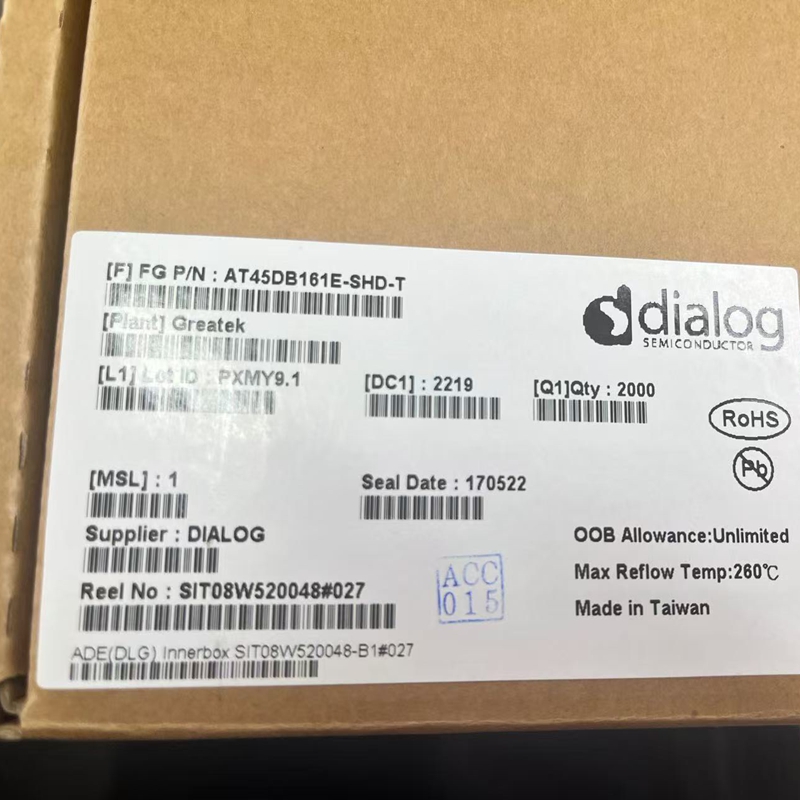 [F] FG P/N : AT45DB161E-SHD-T
dialog
SEMICONDUCTOR
[Plant] Greatek
[L1] Lot ID : PXMY9.1
[DC1] : 2219
[Q1]Qty : 2000
RoHS
Pb
[MSL] : 1
Seal Date : 170522
Supplier : DIALOG
OOB Allowance:Unlimited
Reel No : SIT08W520048#027
ACC
015
Max Reflow Temp:260℃
Made in Taiwan
ADE(DLG) Innerbox SIT08W520048-B1#027